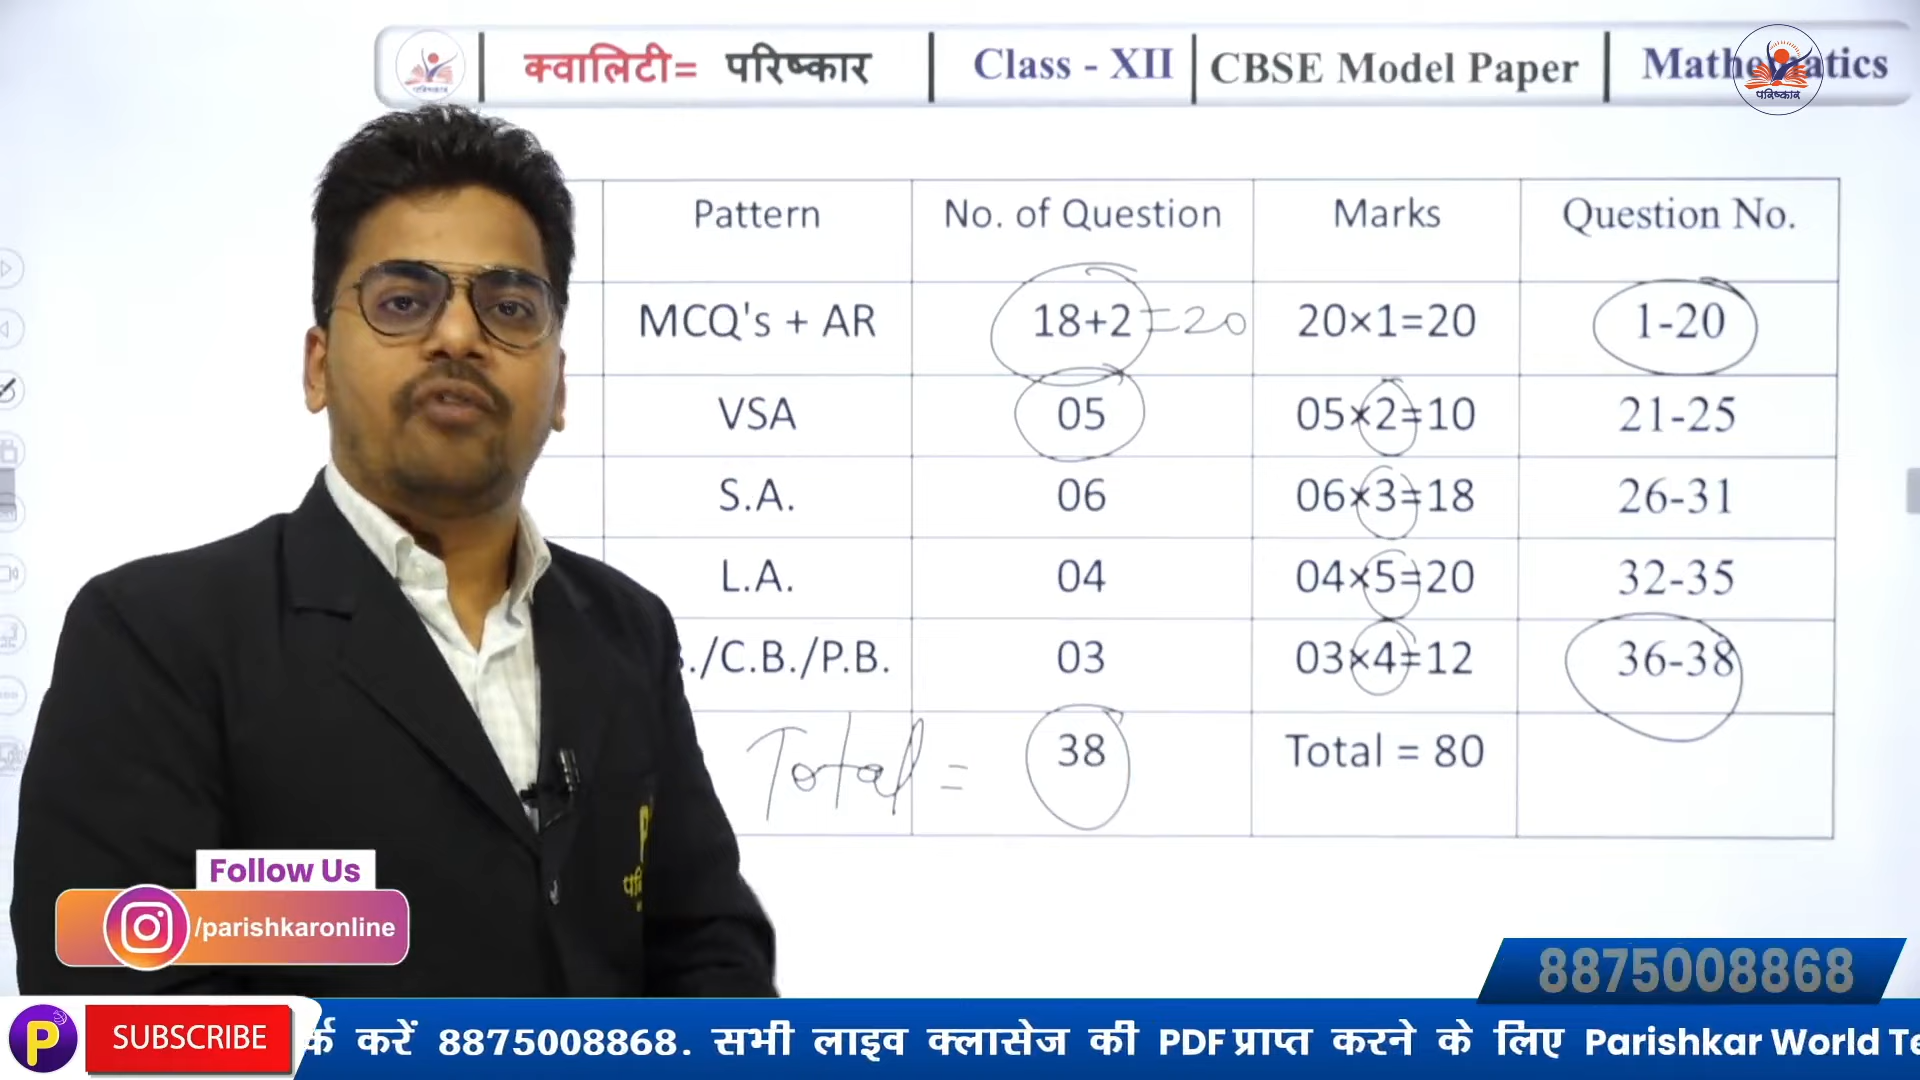 क्वालिटी= परिष्कार Class - XII CBSE Model Paper Mathematics
परिष्कार
परिष्कार
Pattern No. of Question Marks Question No.
MCQ's + AR 18+2 =20 20×1=20 1-20
VSA 05 05×2=10 21-25
S.A. 06 06×3=18 26-31
L.A. 04 04×5=20 32-35
./C.B./P.B. 03 03×4=12 36-38
Total = 38 Total = 80
Follow Us
/parishkaronline
8875008868
P SUBSCRIBE र्क करें 8875008868. सभी लाइव क्लासेज की PDF प्राप्त करने के लिए Parishkar World Te